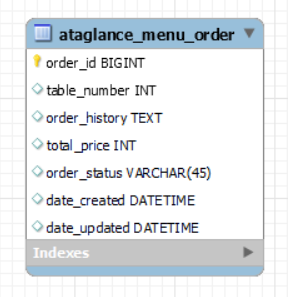 ataglance_menu_order
order_id BIGINT
table_number INT
order_history TEXT
total_price INT
order_status VARCHAR(45)
date_created DATETIME
date_updated DATETIME
Indexes